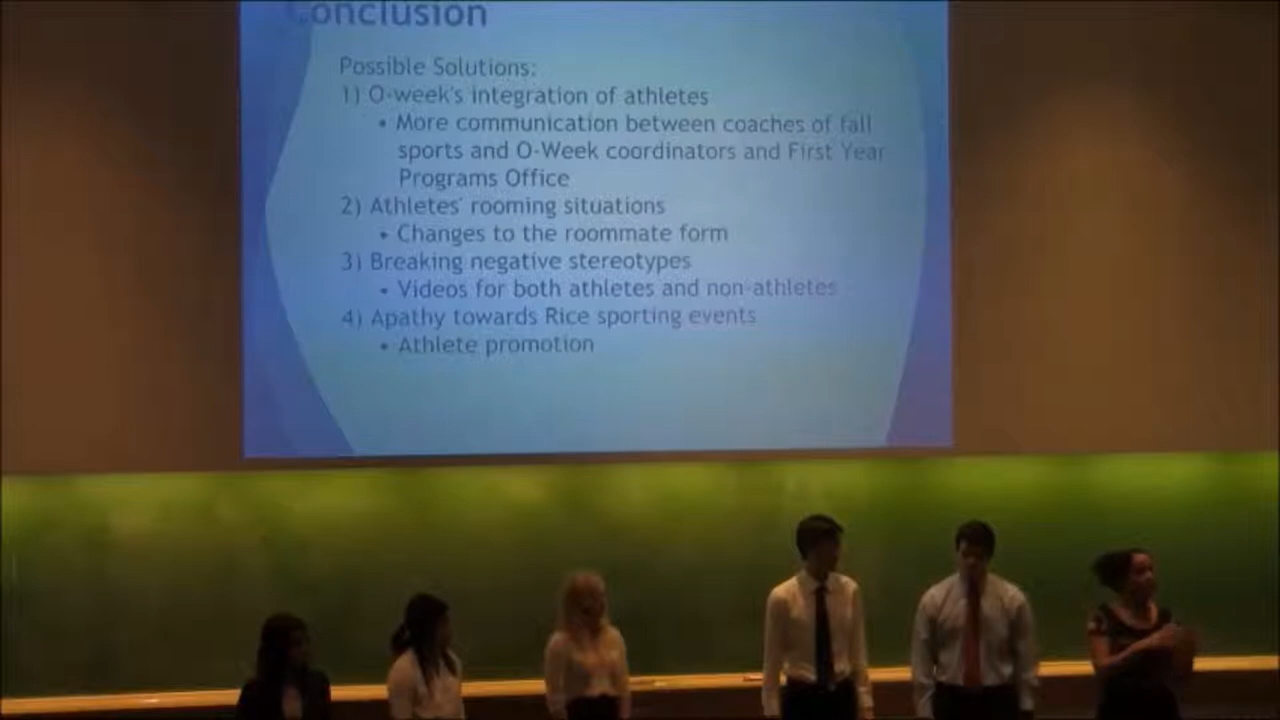 Conclusion
Possible Solutions:
1) O-week's integration of athletes
• More communication between coaches of fall
sports and O-Week coordinators and First Year
Programs Office
2) Athletes' rooming situations
• Changes to the roommate form
3) Breaking negative stereotypes
• Videos for both athletes and non-athletes
4) Apathy towards Rice sporting events
• Athlete promotion